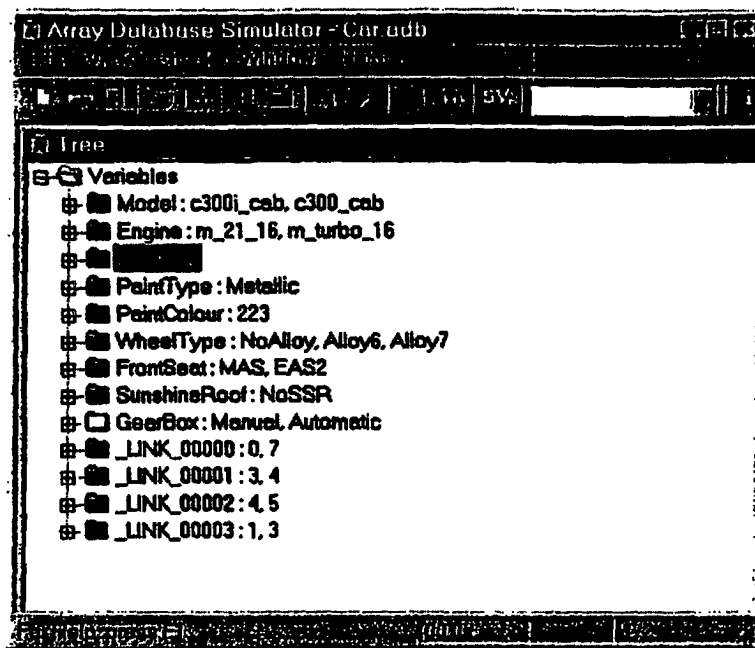 Array Database Simulator - Car.adb
Tree
Variables
Model : c300i_cab, c300_cab
Engine : m_21_16, m_turbo_16
PaintType : Metallic
PaintColour : 223
WheelType : NoAlloy, Alloy6, Alloy7
FrontSeat : MAS, EAS2
SunshineRoof : NoSSR
GearBox : Manual, Automatic
_LINK_00000 : 0, 7
_LINK_00001 : 3, 4
_LINK_00002 : 4, 5
_LINK_00003 : 1, 3